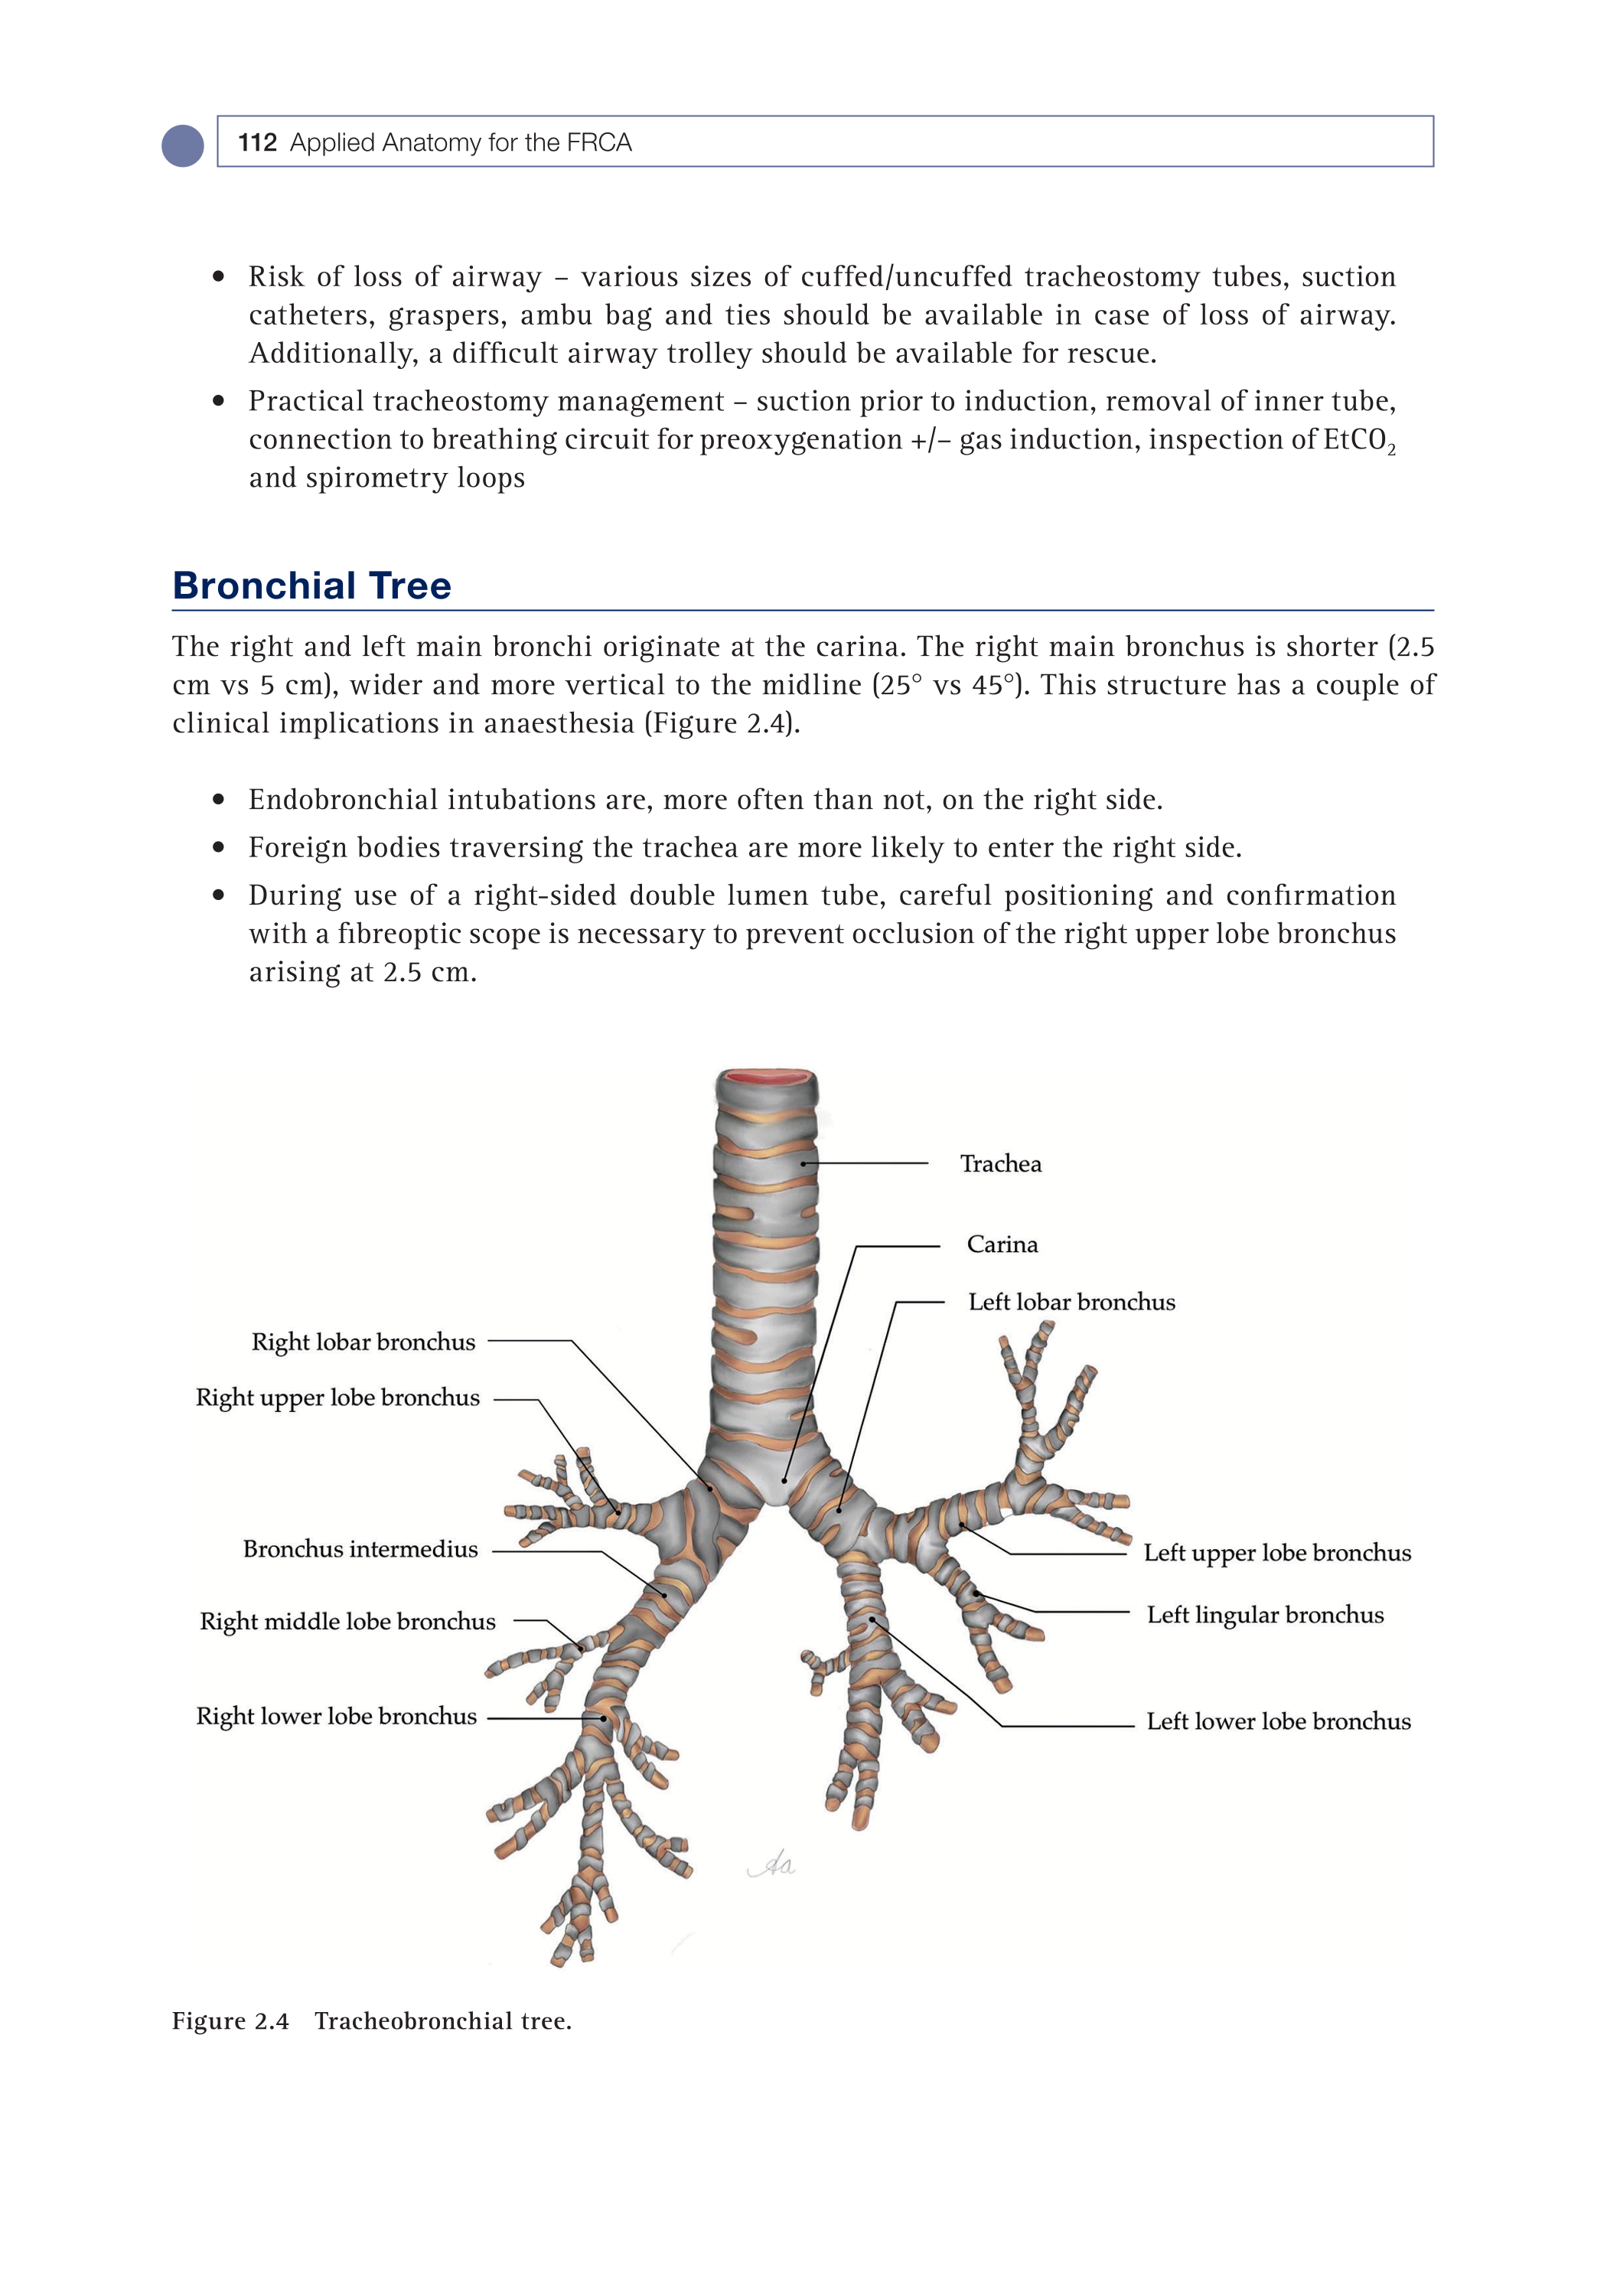 112 Applied Anatomy for the FRCA
• Risk of loss of airway – various sizes of cuffed/uncuffed tracheostomy tubes, suction
catheters, graspers, ambu bag and ties should be available in case of loss of airway.
Additionally, a difficult airway trolley should be available for rescue.
• Practical tracheostomy management – suction prior to induction, removal of inner tube,
connection to breathing circuit for preoxygenation +/– gas induction, inspection of EtCO₂
and spirometry loops
Bronchial Tree
The right and left main bronchi originate at the carina. The right main bronchus is shorter (2.5
cm vs 5 cm), wider and more vertical to the midline (25° vs 45°). This structure has a couple of
clinical implications in anaesthesia (Figure 2.4).
• Endobronchial intubations are, more often than not, on the right side.
• Foreign bodies traversing the trachea are more likely to enter the right side.
• During use of a right-sided double lumen tube, careful positioning and confirmation
with a fibreoptic scope is necessary to prevent occlusion of the right upper lobe bronchus
arising at 2.5 cm.
Trachea
Carina
Left lobar bronchus
Right lobar bronchus
Right upper lobe bronchus
Bronchus intermedius
Left upper lobe bronchus
Left lingular bronchus
Right middle lobe bronchus
Right lower lobe bronchus
Left lower lobe bronchus
Figure 2.4 Tracheobronchial tree.